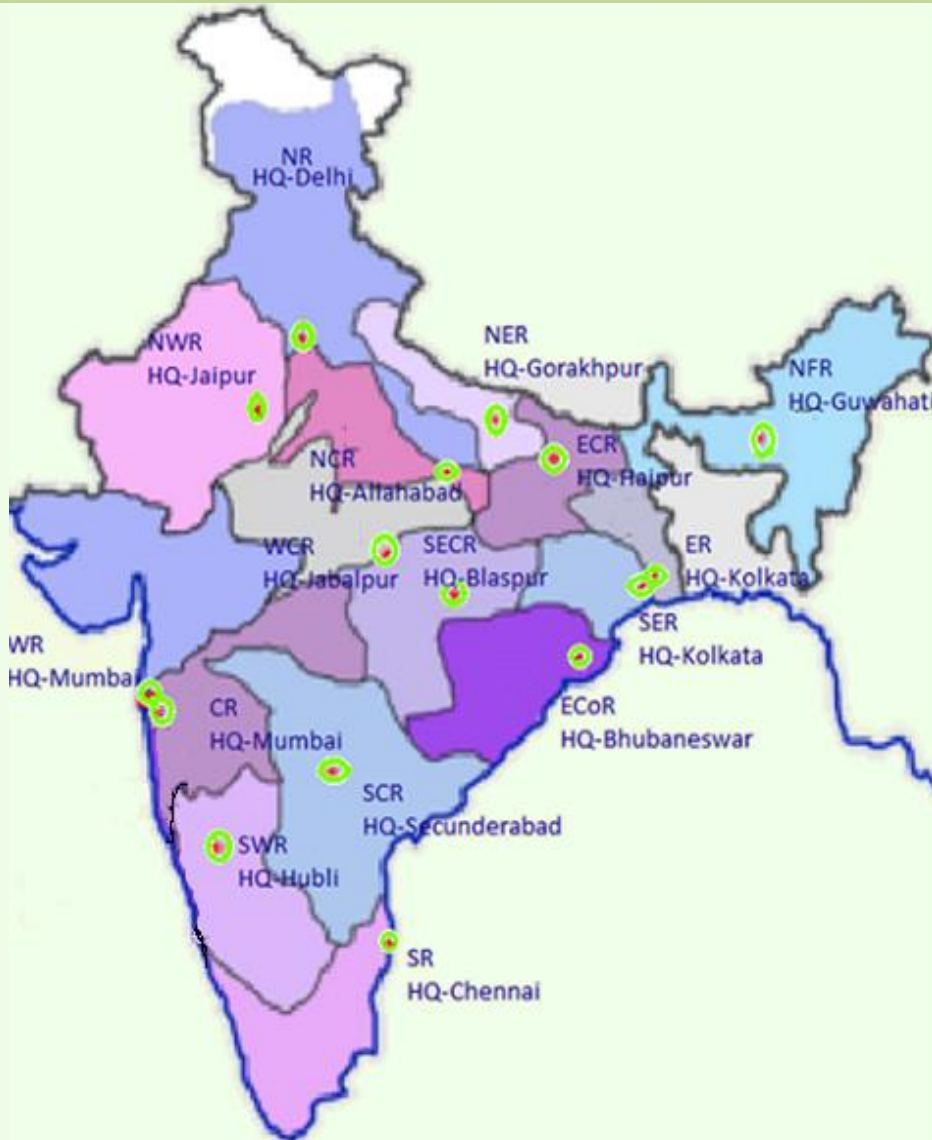 NR
HQ-Delhi
NWR
HQ-Jaipur
NER
HQ-Gorakhpur
NFR
HQ-Guwahati
NCR
HQ-Allahabad
ECR
HQ-Hajpur
WCR
HQ-Jabalpur
SECR
HQ-Blaspur
ER
HQ-Kolkata
SER
HQ-Kolkata
WR
HQ-Mumbai
CR
HQ-Mumbai
ECoR
HQ-Bhubaneswar
SCR
HQ-Secunderabad
SWR
HQ-Hubli
SR
HQ-Chennai